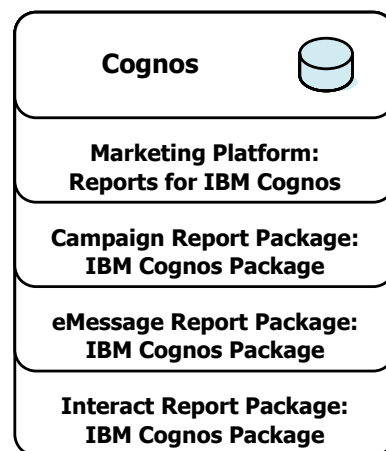 Cognos
Marketing Platform:
Reports for IBM Cognos
Campaign Report Package:
IBM Cognos Package
eMessage Report Package:
IBM Cognos Package
Interact Report Package:
IBM Cognos Package